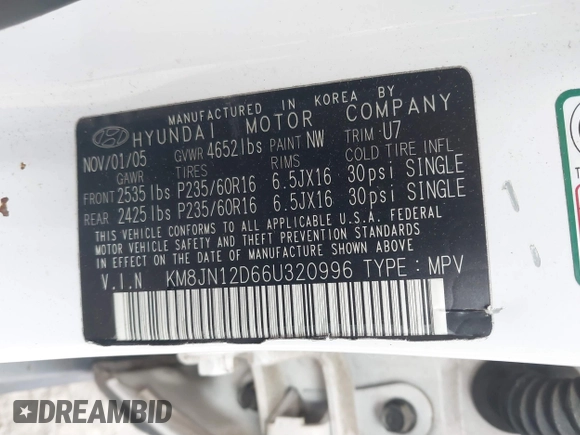 MANUFACTURED IN KOREA BY
HYUNDAI MOTOR COMPANY
NOV/01/05 GVWR 4652lbs PAINT NW TRIM U7
GAWR TIRES RIMS COLD TIRE INFL
FRONT 2535lbs P235/60R16 6.5JX16 30psi SINGLE
REAR 2425lbs P235/60R16 6.5JX16 30psi SINGLE
THIS VEHICLE CONFORMS TO ALL APPLICABLE U.S.A. FEDERAL
MOTOR VEHICLE SAFETY BUMPER, AND THEFT PREVENTION STANDARDS
IN EFFECT ON THE DATE OF MANUFACTURE SHOWN ABOVE.
V.I.N KM8JN12D66U320996 TYPE : MPV
1
DREAMBID